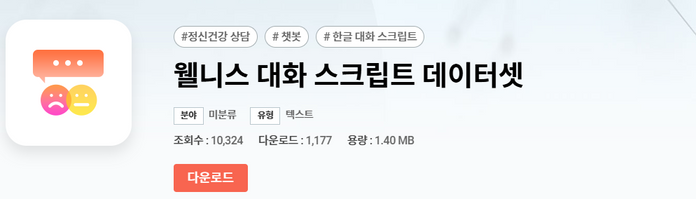 #정신건강 상담 # 챗봇 # 한글 대화 스크립트
웰니스 대화 스크립트 데이터셋
분야 미분류 유형 텍스트
조회수 : 10,324 다운로드 : 1,177 용량 : 1.40 MB
다운로드